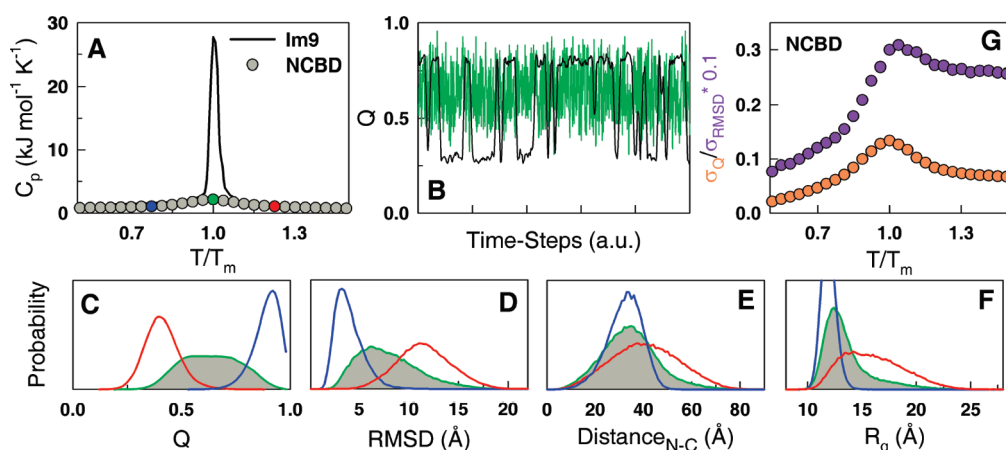 A
Im9
NCBD
C_p (kJ mol⁻¹ K⁻¹)
30
25
20
15
10
5
0
0.7 1.0 1.3
T/T_m
B
Q
1.0
0.5
0.0
Time-Steps (a.u.)
NCBD
G
σ_Q/σ_RMSD* 0.1
0.3
0.2
0.1
0.0
0.7 1.0 1.3
T/T_m
Probability
C
0.0 0.5 1.0
Q
D
5 10 15 20
RMSD (Å)
E
0 20 40 60 80
Distance_N-C (Å)
F
10 15 20 25
R_g (Å)